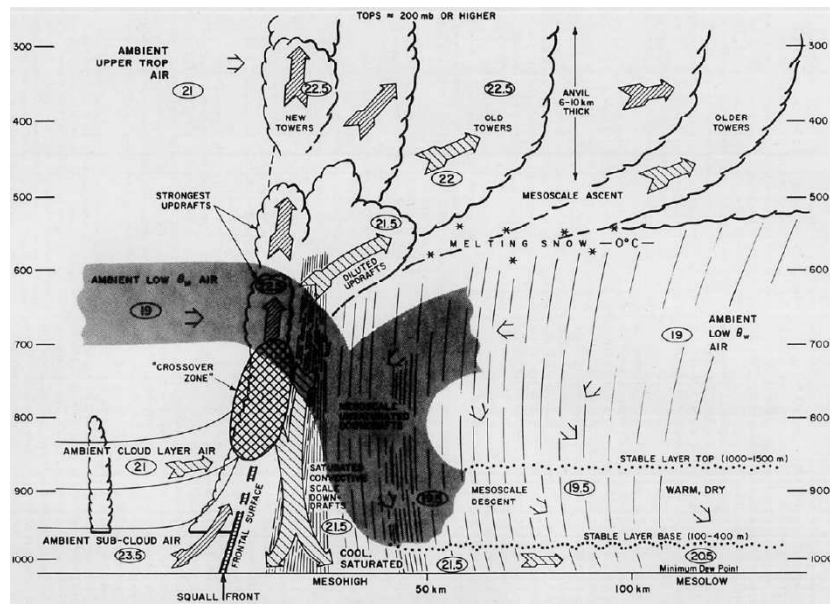 TOPS ≈ 200 mb OR HIGHER
300
300
AMBIENT
UPPER TROP
AIR
21
22.5
NEW
TOWERS
22.5
OLD
TOWERS
ANVIL
6-10 km
THICK
OLDER
TOWERS
400
400
22
MESOSCALE ASCENT
500
500
STRONGEST
UPDRAFTS
21.5
MELTING SNOW —0°C—
DILUTED
UPDRAFTS
600
600
AMBIENT LOW θw AIR
22.5
19
19
AMBIENT
LOW θw
AIR
700
700
"CROSSOVER
ZONE"
MESOSCALE
UNSATURATED
DOWNDRAFTS
800
800
AMBIENT CLOUD LAYER AIR
21
SATURATED
CONVECTIVE
SCALE
DOWN-
DRAFTS
21.5
STABLE LAYER TOP (1000-1500 m)
900
900
19.5
MESOSCALE
DESCENT
19.5
WARM, DRY
FRONTAL SURFACE
AMBIENT SUB-CLOUD AIR
23.5
STABLE LAYER BASE (100-400 m)
1000
1000
COOL,
SATURATED
21.5
20.5
Minimum Dew Point
MESOHIGH
50 km
100 km
MESOLOW
SQUALL FRONT